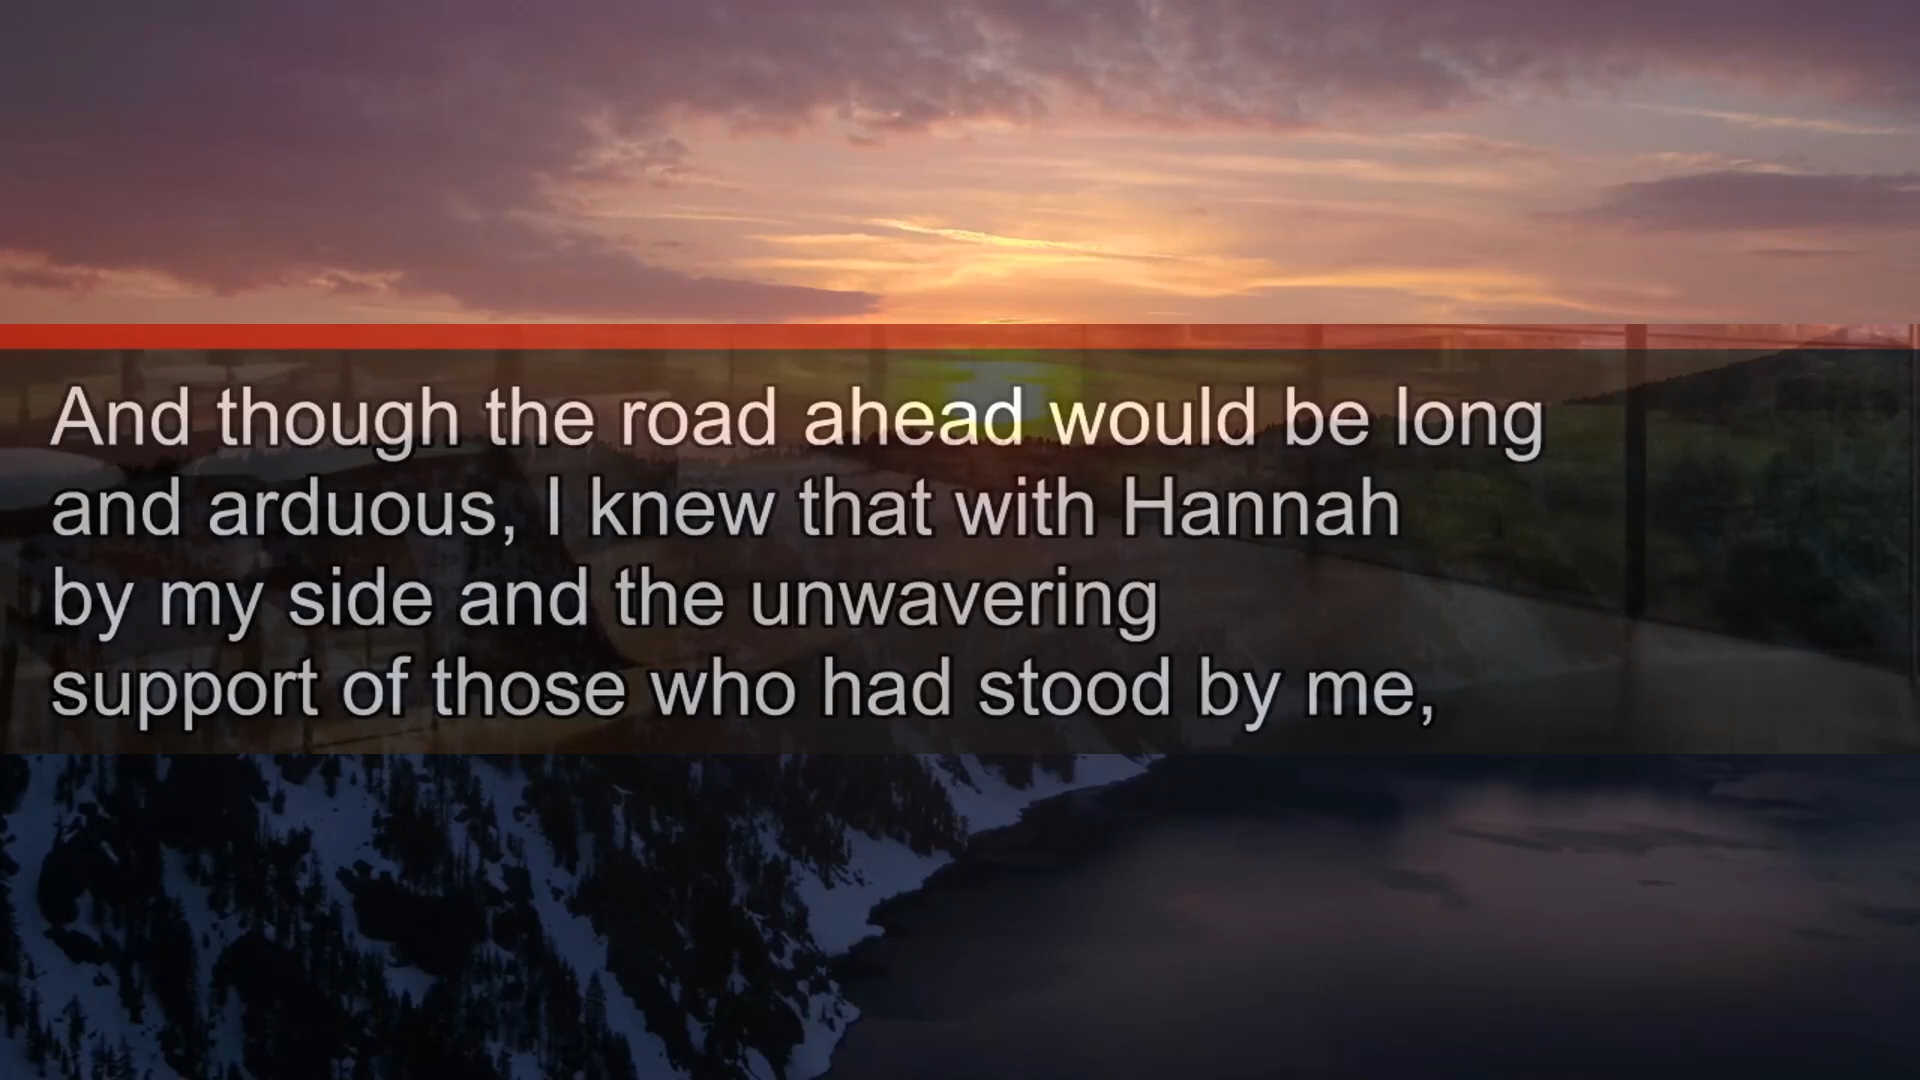 And though the road ahead would be long
and arduous, I knew that with Hannah
by my side and the unwavering
support of those who had stood by me,